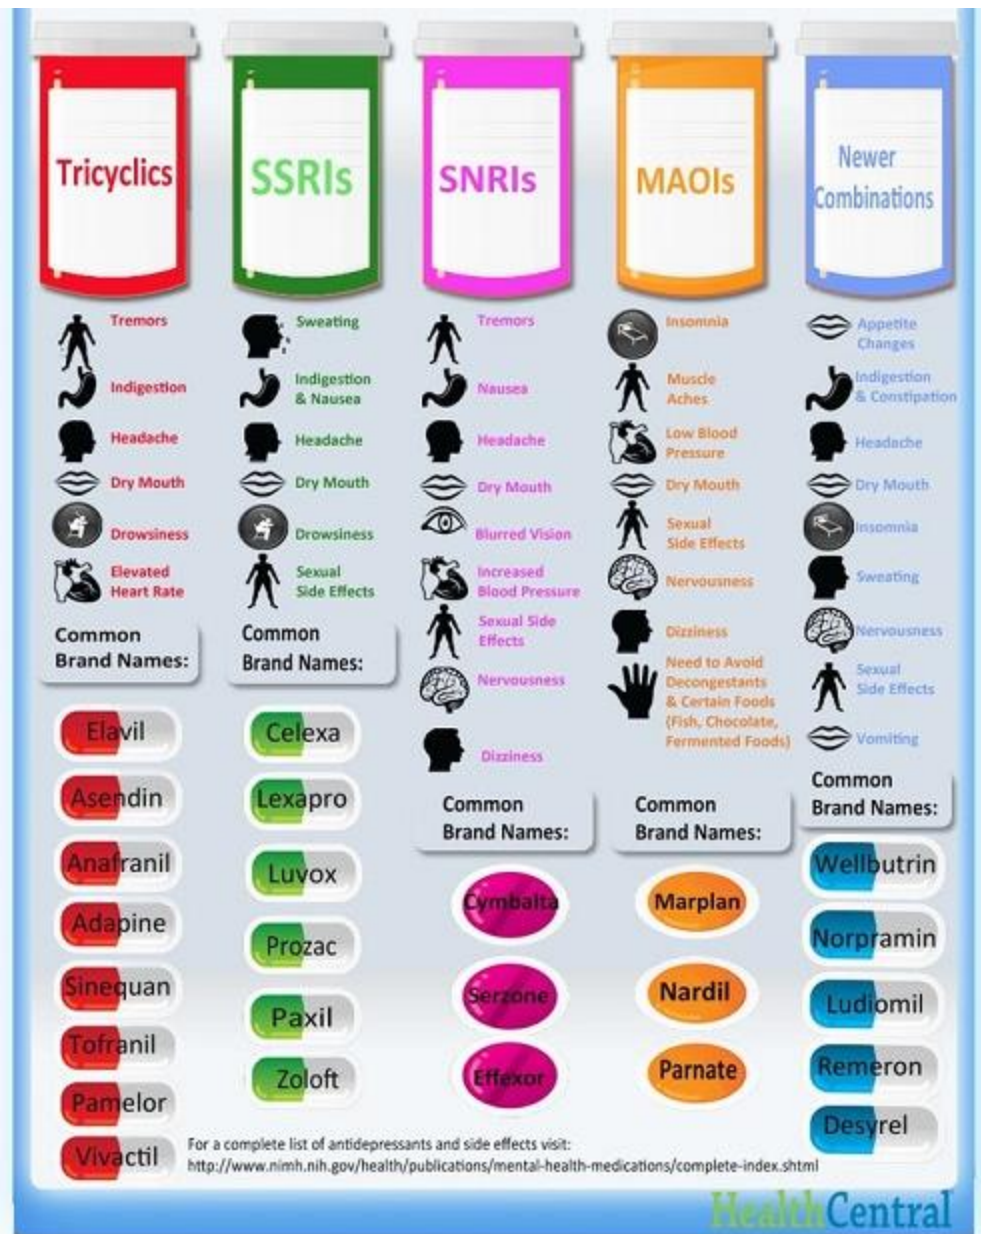 Tricyclics
Tremors
Indigestion
Headache
Dry Mouth
Drowsiness
Elevated
Heart Rate
Common
Brand Names:
Elavil
Asendin
Anafranil
Adapine
Sinequan
Tofranil
Pamelor
Vivactil
SSRIs
Sweating
Indigestion
& Nausea
Headache
Dry Mouth
Drowsiness
Sexual
Side Effects
Common
Brand Names:
Celexa
Lexapro
Luvox
Prozac
Paxil
Zoloft
SNRIs
Tremors
Nausea
Headache
Dry Mouth
Blurred Vision
Increased
Blood Pressure
Sexual Side
Effects
Nervousness
Dizziness
Common
Brand Names:
Cymbalta
Serzone
Effexor
MAOIs
Insomnia
Muscle
Aches
Low Blood
Pressure
Dry Mouth
Sexual
Side Effects
Nervousness
Dizziness
Need to Avoid
Decongestants
& Certain Foods
(Fish, Chocolate,
Fermented Foods)
Common
Brand Names:
Marplan
Nardil
Parnate
Newer
Combinations
Appetite
Changes
Indigestion
& Constipation
Headache
Dry Mouth
Insomnia
Sweating
Nervousness
Sexual
Side Effects
Vomiting
Common
Brand Names:
Wellbutrin
Norpramin
Ludiomil
Remeron
Desyrel
For a complete list of antidepressants and side effects visit:
http://www.nimh.nih.gov/health/publications/mental-health-medications/complete-index.shtml
HealthCentral